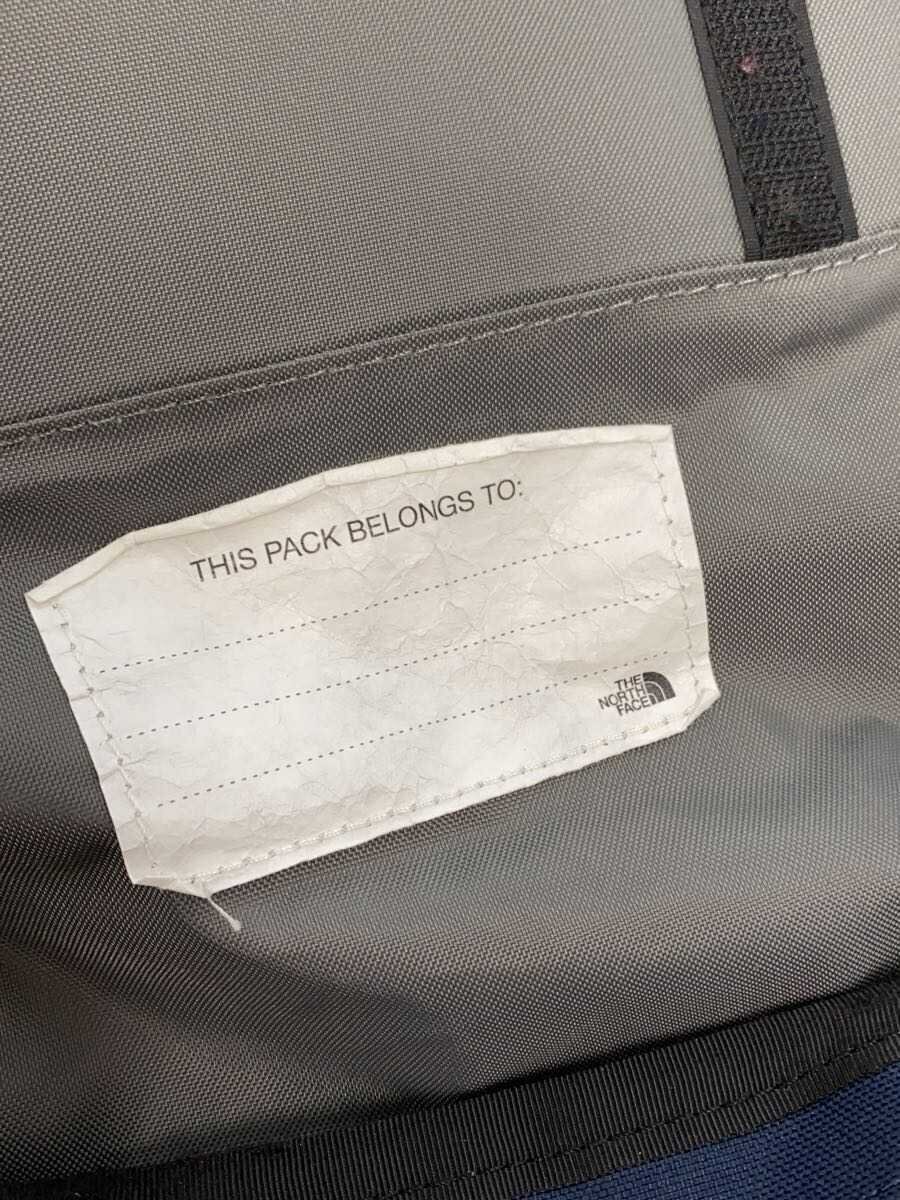 THIS PACK BELONGS TO:
THE
NORTH
FACE